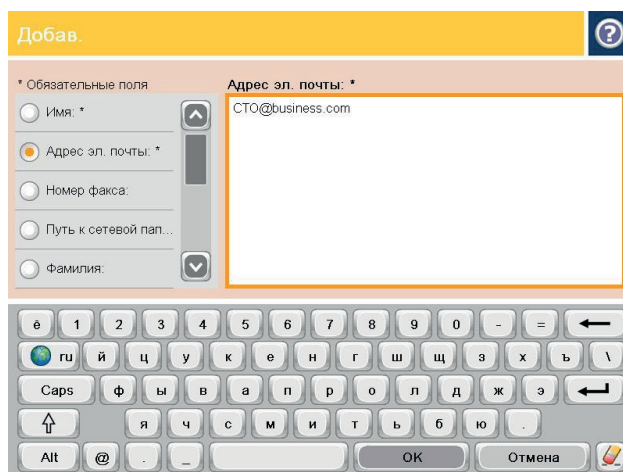 Добав.
?
* Обязательные поля
Адрес эл. почты: *
Имя: *
Адрес эл. почты: *
Номер факса:
Путь к сетевой пап...
Фамилия:
CTO@business.com
ё 1 2 3 4 5 6 7 8 9 0 - =
ru й ц у к е н г ш щ з х ъ \
Caps ф ы в а п р о л д ж э
я ч с м и т ь б ю .
Alt @ . _ OK Отмена